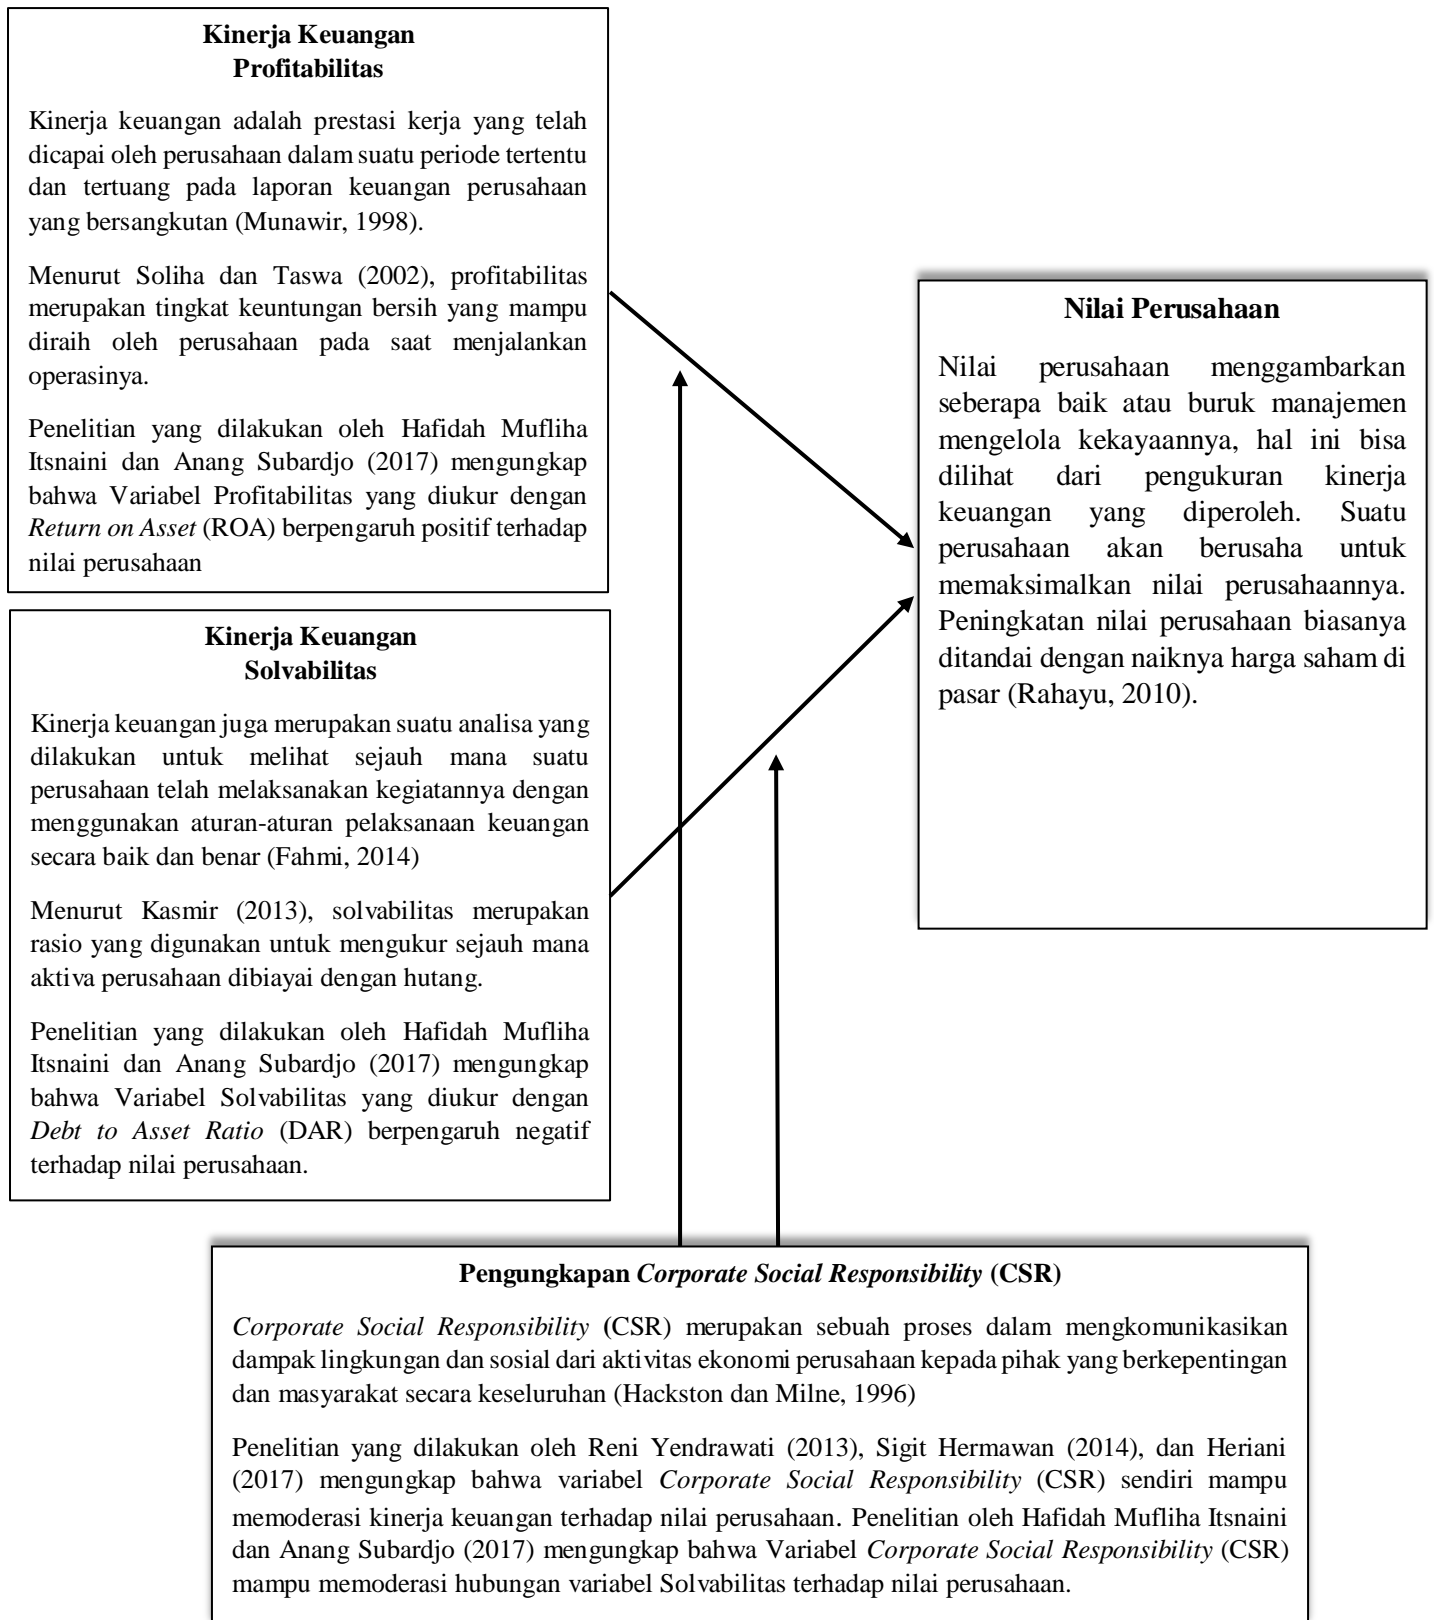 Kinerja Keuangan
Profitabilitas
Kinerja keuangan adalah prestasi kerja yang telah
dicapai oleh perusahaan dalam suatu periode tertentu
dan tertuang pada laporan keuangan perusahaan
yang bersangkutan (Munawir, 1998).
Menurut Soliha dan Taswa (2002), profitabilitas
merupakan tingkat keuntungan bersih yang mampu
diraih oleh perusahaan pada saat menjalankan
operasinya.
Penelitian yang dilakukan oleh Hafidah Mufliha
Itsnaini dan Anang Subardjo (2017) mengungkap
bahwa Variabel Profitabilitas yang diukur dengan
Return on Asset (ROA) berpengaruh positif terhadap
nilai perusahaan
Kinerja Keuangan
Solvabilitas
Kinerja keuangan juga merupakan suatu analisa yang
dilakukan untuk melihat sejauh mana suatu
perusahaan telah melaksanakan kegiatannya dengan
menggunakan aturan-aturan pelaksanaan keuangan
secara baik dan benar (Fahmi, 2014)
Menurut Kasmir (2013), solvabilitas merupakan
rasio yang digunakan untuk mengukur sejauh mana
aktiva perusahaan dibiayai dengan hutang.
Penelitian yang dilakukan oleh Hafidah Mufliha
Itsnaini dan Anang Subardjo (2017) mengungkap
bahwa Variabel Solvabilitas yang diukur dengan
Debt to Asset Ratio (DAR) berpengaruh negatif
terhadap nilai perusahaan.
Nilai Perusahaan
Nilai perusahaan menggambarkan
seberapa baik atau buruk manajemen
mengelola kekayaannya, hal ini bisa
dilihat dari pengukuran kinerja
keuangan yang diperoleh. Suatu
perusahaan akan berusaha untuk
memaksimalkan nilai perusahaannya.
Peningkatan nilai perusahaan biasanya
ditandai dengan naiknya harga saham di
pasar (Rahayu, 2010).
Pengungkapan Corporate Social Responsibility (CSR)
Corporate Social Responsibility (CSR) merupakan sebuah proses dalam mengkomunikasikan
dampak lingkungan dan sosial dari aktivitas ekonomi perusahaan kepada pihak yang berkepentingan
dan masyarakat secara keseluruhan (Hackston dan Milne, 1996)
Penelitian yang dilakukan oleh Reni Yendrawati (2013), Sigit Hermawan (2014), dan Heriani
(2017) mengungkap bahwa variabel Corporate Social Responsibility (CSR) sendiri mampu
memoderasi kinerja keuangan terhadap nilai perusahaan. Penelitian oleh Hafidah Mufliha Itsnaini
dan Anang Subardjo (2017) mengungkap bahwa Variabel Corporate Social Responsibility (CSR)
mampu memoderasi hubungan variabel Solvabilitas terhadap nilai perusahaan.